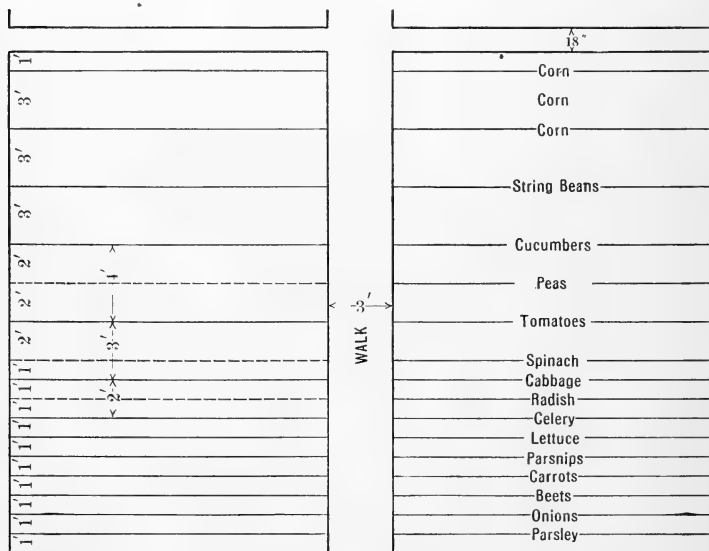 18"
1'
Corn
3'
Corn
Corn
3'
String Beans
3'
Cucumbers
2'
4'
Peas
2'
3'
Tomatoes
2'
3'
WALK
Spinach
1'
Cabbage
1'
2'
Radish
1'
Celery
1'
Lettuce
1'
Parsnips
1'
Carrots
1'
Beets
1'
Onions
1'
Parsley
1'